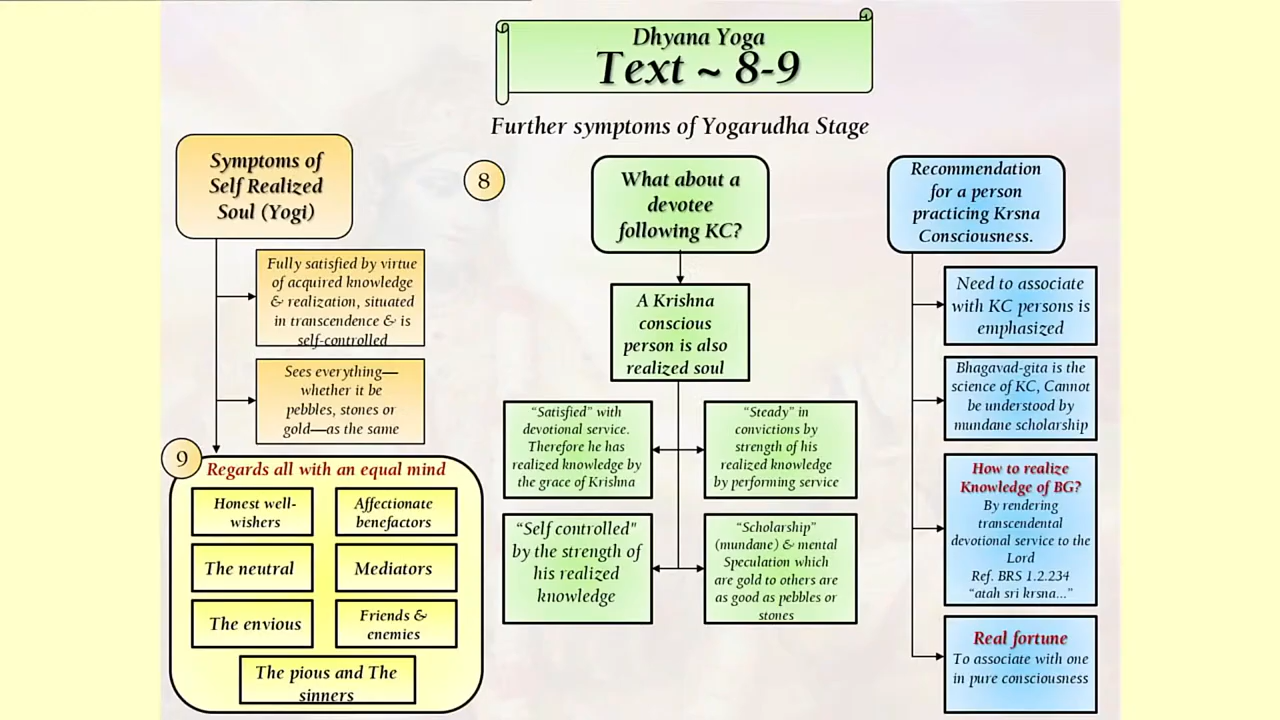 Dhyana Yoga
Text ~ 8-9
Further symptoms of Yogarudha Stage
Symptoms of
Self Realized
Soul (Yogi)
Fully satisfied by virtue
of acquired knowledge
& realization, situated
in transcendence & is
self-controlled
Sees everything—
whether it be
pebbles, stones or
gold—as the same
9
Regards all with an equal mind
Honest well-
wishers
Affectionate
benefactors
The neutral
Mediators
The envious
Friends &
enemies
The pious and The
sinners
8
What about a
devotee
following KC?
A Krishna
conscious
person is also
realized soul
“Satisfied” with
devotional service.
Therefore he has
realized knowledge by
the grace of Krishna
“Steady” in
convictions by
strength of his
realized knowledge
by performing service
“Self controlled"
by the strength of
his realized
knowledge
“Scholarship”
(mundane) & mental
Speculation which
are gold to others are
as good as pebbles or
stones
Recommendation
for a person
practicing Krsna
Consciousness.
Need to associate
with KC persons is
emphasized
Bhagavad-gita is the
science of KC, Cannot
be understood by
mundane scholarship
How to realize
Knowledge of BG?
By rendering
transcendental
devotional service to the
Lord
Ref. BRS 1.2.234
“atah sri krsna...”
Real fortune
To associate with one
in pure consciousness